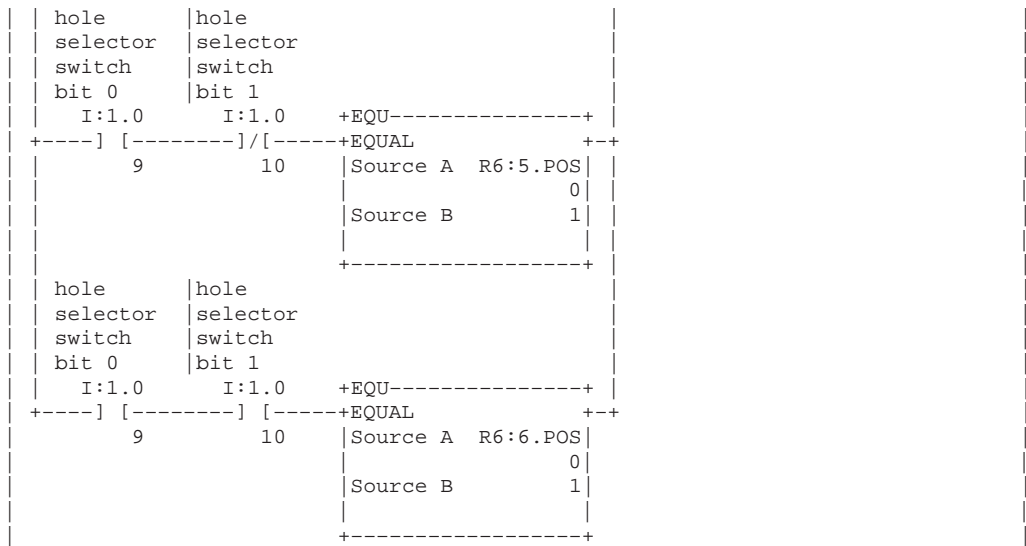 | | hole      |hole
| | selector  |selector
| | switch    |switch
| | bit 0     |bit 1
| |   I:1.0       I:1.0    +EQU---------------+ |
| +----] [--------]/[-----+EQUAL             +-+
| |       9          10    |Source A  R6:5.POS| |
| |                        |                 0| |
| |                        |Source B         1| |
| |                        |                  | |
| |                        +------------------+ |
| | hole      |hole
| | selector  |selector
| | switch    |switch
| | bit 0     |bit 1
| |   I:1.0       I:1.0    +EQU---------------+ |
| +----] [--------] [-----+EQUAL             +-+
|         9          10    |Source A  R6:6.POS|
|                          |                 0|
|                          |Source B         1|
|                          |                  |
|                          +------------------+